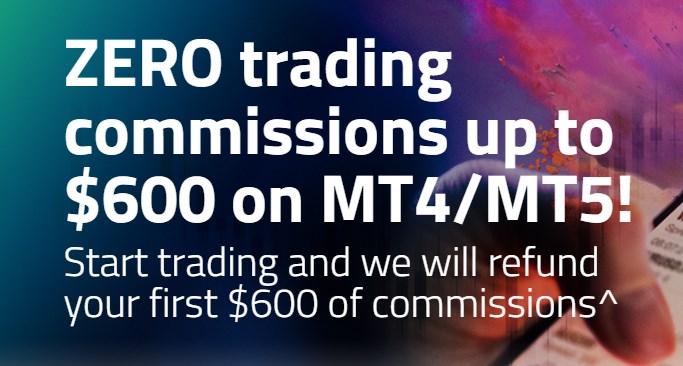 ZERO trading
commissions up to
$600 on MT4/MT5!
Start trading and we will refund
your first $600 of commissions^